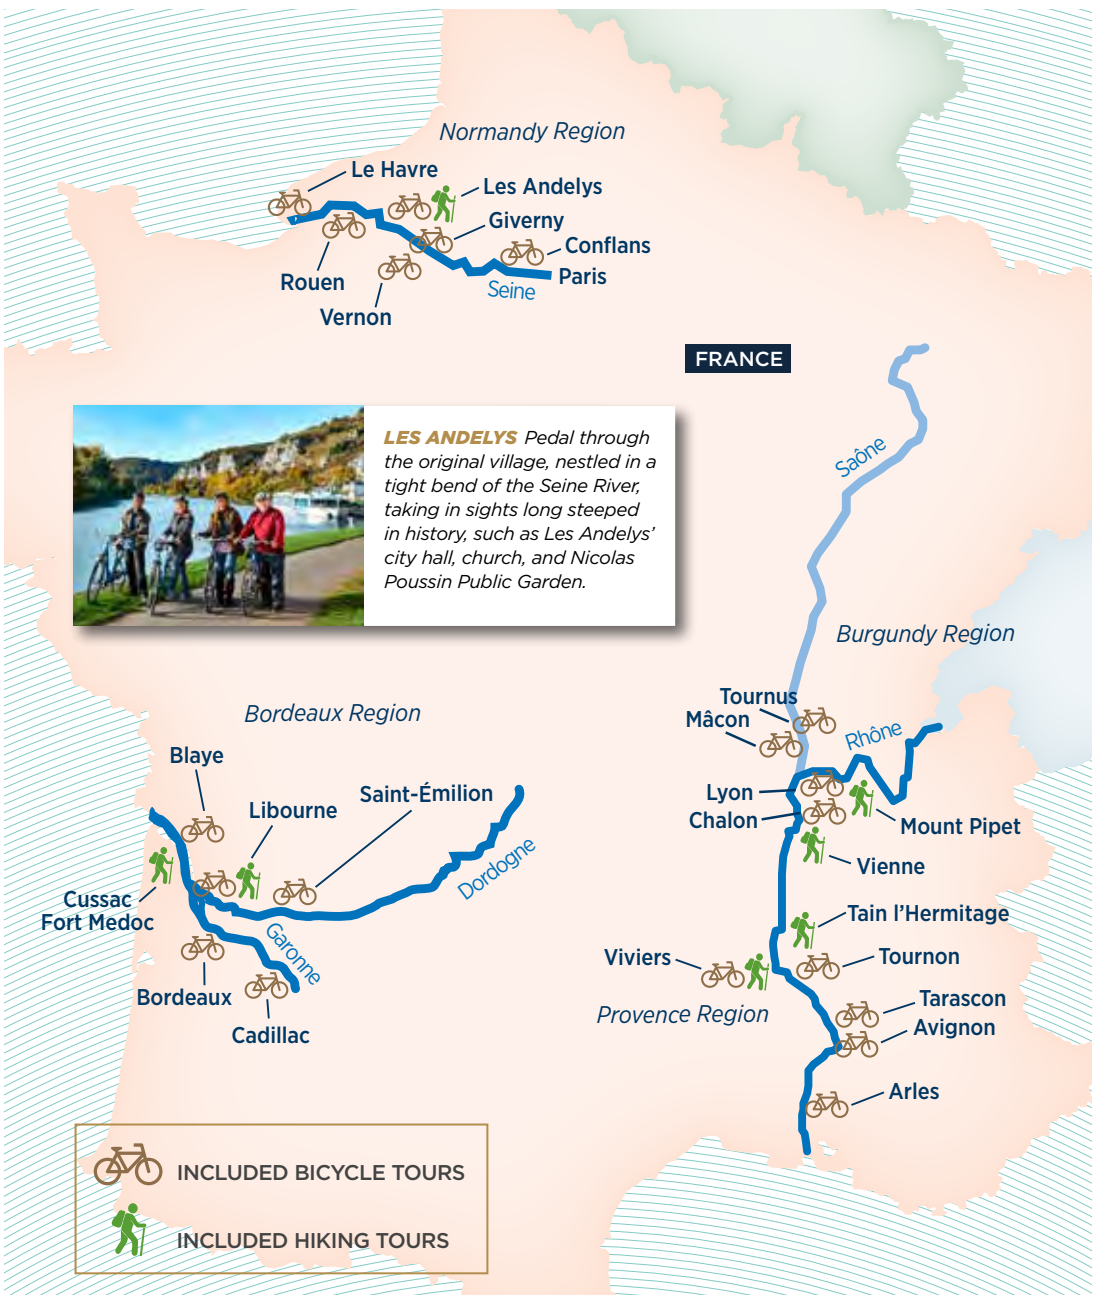 Normandy Region
Le Havre
Les Andelys
Giverny
Conflans
Paris
Rouen
Seine
Vernon
FRANCE
LES ANDELYS Pedal through
the original village, nestled in a
tight bend of the Seine River,
taking in sights long steeped
in history, such as Les Andelys’
city hall, church, and Nicolas
Poussin Public Garden.
Saône
Burgundy Region
Tournus
Mâcon
Rhône
Lyon
Chalon
Mount Pipet
Vienne
Bordeaux Region
Blaye
Libourne
Saint-Émilion
Dordogne
Cussac
Fort Medoc
Garonne
Bordeaux
Cadillac
Tain l’Hermitage
Viviers
Tournon
Provence Region
Tarascon
Avignon
Arles
INCLUDED BICYCLE TOURS
INCLUDED HIKING TOURS